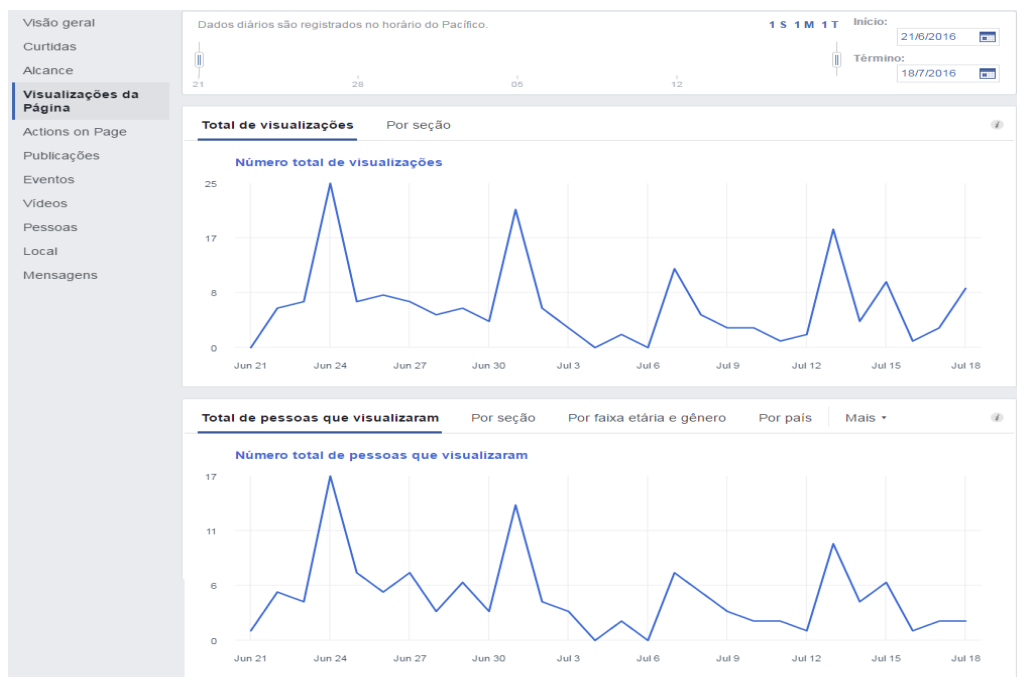 Visão geral
Curtidas
Alcance
Visualizações da
Página
Actions on Page
Publicações
Eventos
Vídeos
Pessoas
Local
Mensagens
Dados diários são registrados no horário do Pacífico.
1 S 1 M 1 T
Início:
21/6/2016
Término:
18/7/2016
21 28 05 12
Total de visualizações Por seção
Número total de visualizações
25
17
8
0
Jun 21 Jun 24 Jun 27 Jun 30 Jul 3 Jul 6 Jul 9 Jul 12 Jul 15 Jul 18
Total de pessoas que visualizaram Por seção Por faixa etária e gênero Por país Mais
Número total de pessoas que visualizaram
17
11
6
0
Jun 21 Jun 24 Jun 27 Jun 30 Jul 3 Jul 6 Jul 9 Jul 12 Jul 15 Jul 18